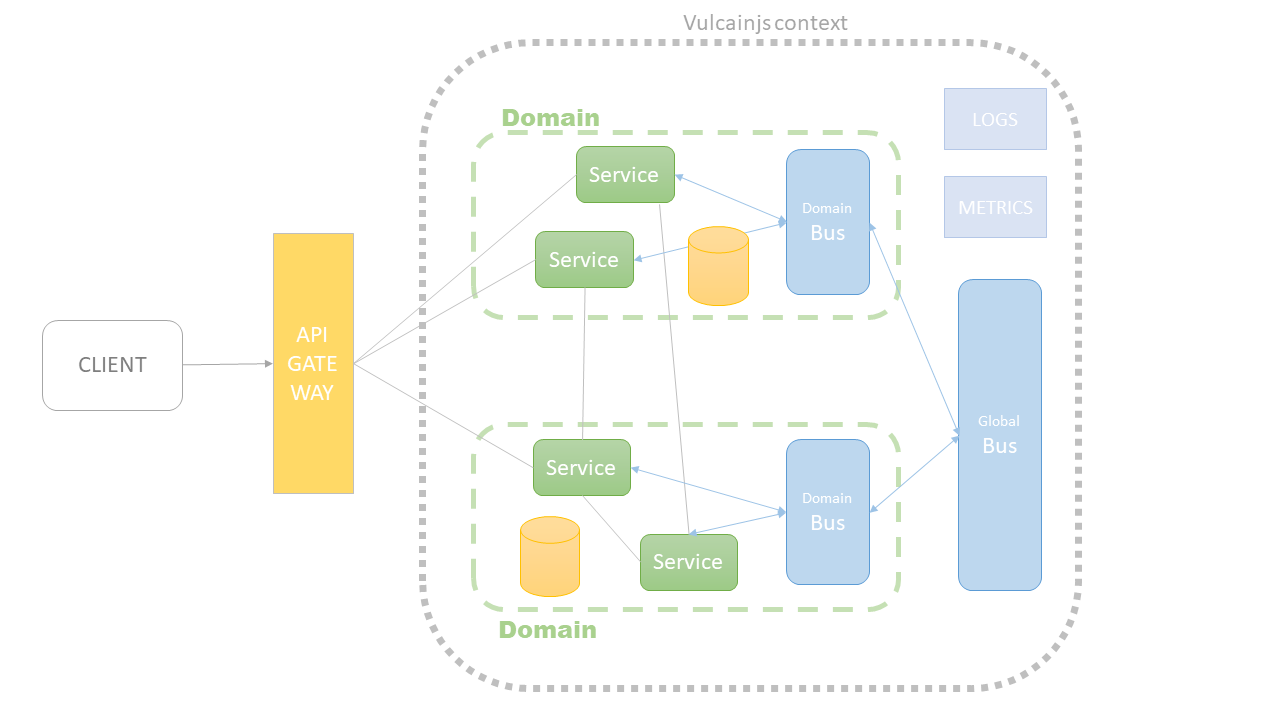 Vulcainjs context
Domain
LOGS
Service
METRICS
Domain
Bus
Service
API
GATE
WAY
CLIENT
Global
Bus
Service
Domain
Bus
Service
Domain